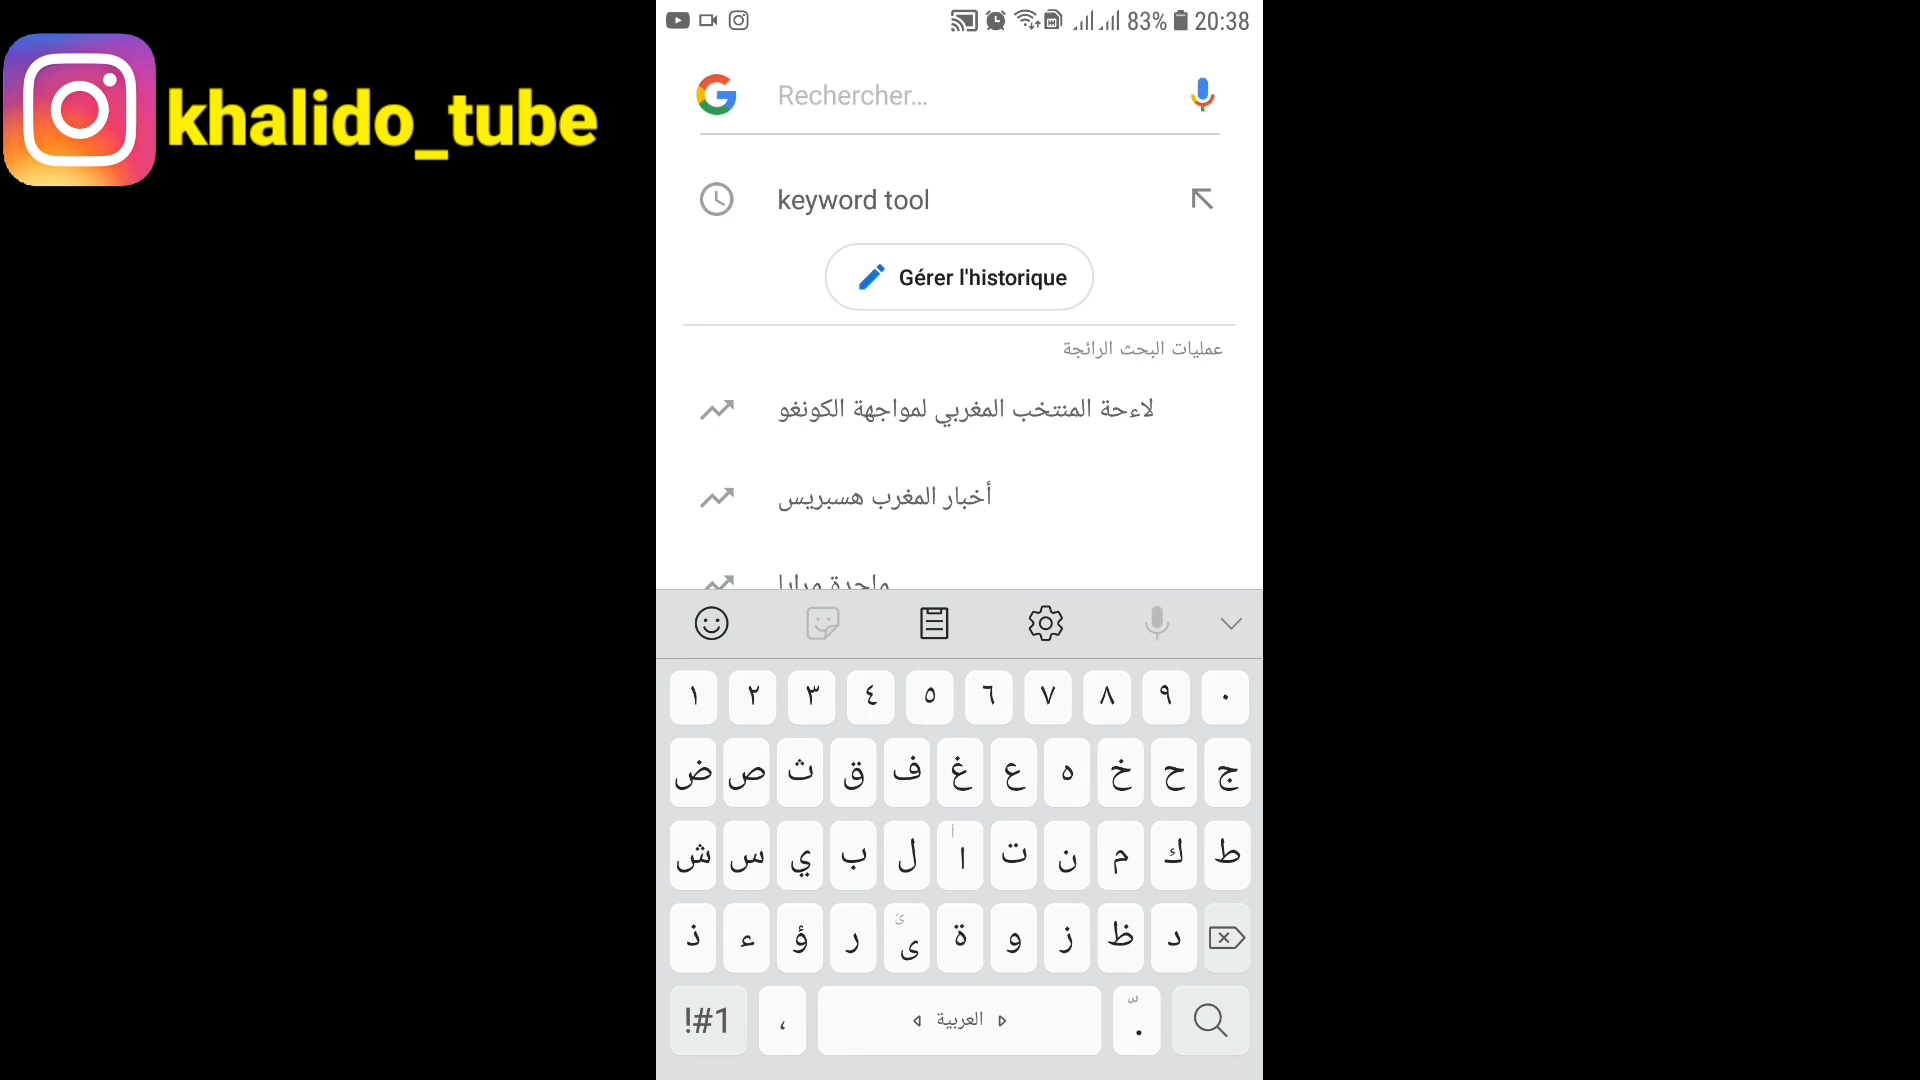 khalido_tube
83% 20:38
Rechercher...
keyword tool
Gérer l'historique
عمليات البحث الرائجة
لاءحة المنتخب المغربي لمواجهة الكونغو
أخبار المغرب هسبريس
١ ٢ ٣ ٤ ٥ ٦ ٧ ٨ ٩ ٠
ض ص ث ق ف غ ع ه خ ح ج
ش س ي ب ل ا أ ت ن م ك ط
ذ ء ؤ ر ى ئ ة و ز ظ د
!#1 ، العربية .